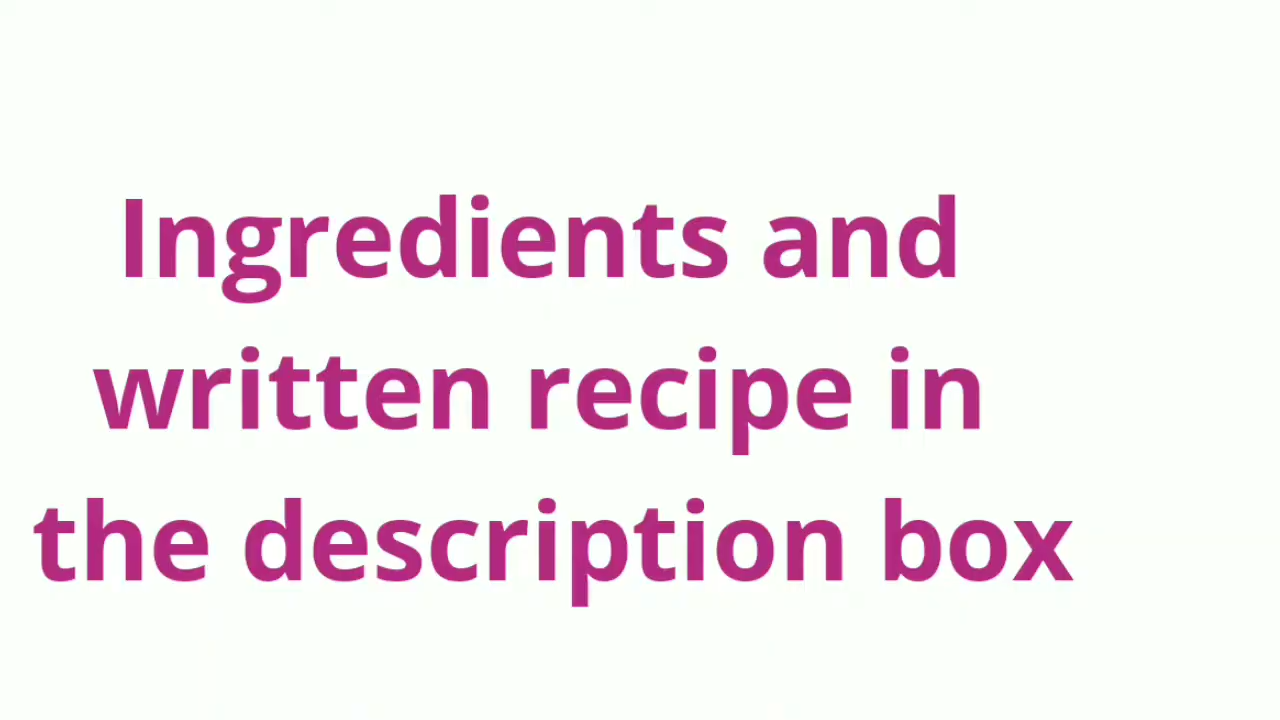 Ingredients and
written recipe in
the description box